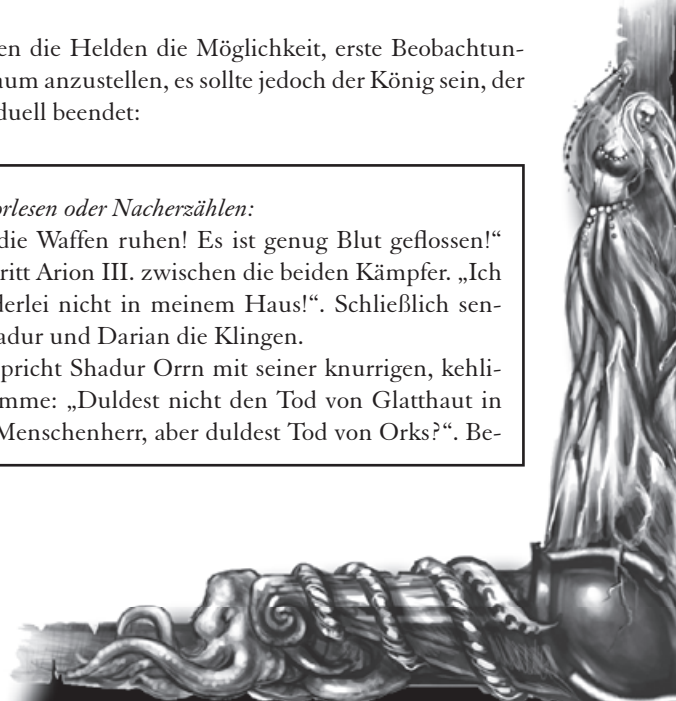 en die Helden die Möglichkeit, erste Beobachtun-
aum anzustellen, es sollte jedoch der König sein, der
duell beendet:
orlesen oder Nacherzählen:
die Waffen ruhen! Es ist genug Blut geflossen!“
ritt Arion III. zwischen die beiden Kämpfer. „Ich
derlei nicht in meinem Haus!“. Schließlich sen-
adur und Darian die Klingen.
pricht Shadur Orrn mit seiner knurrigen, kehli-
mme: „Duldest nicht den Tod von Glatthaut in
Menschenherr, aber duldest Tod von Orks?“. Be-